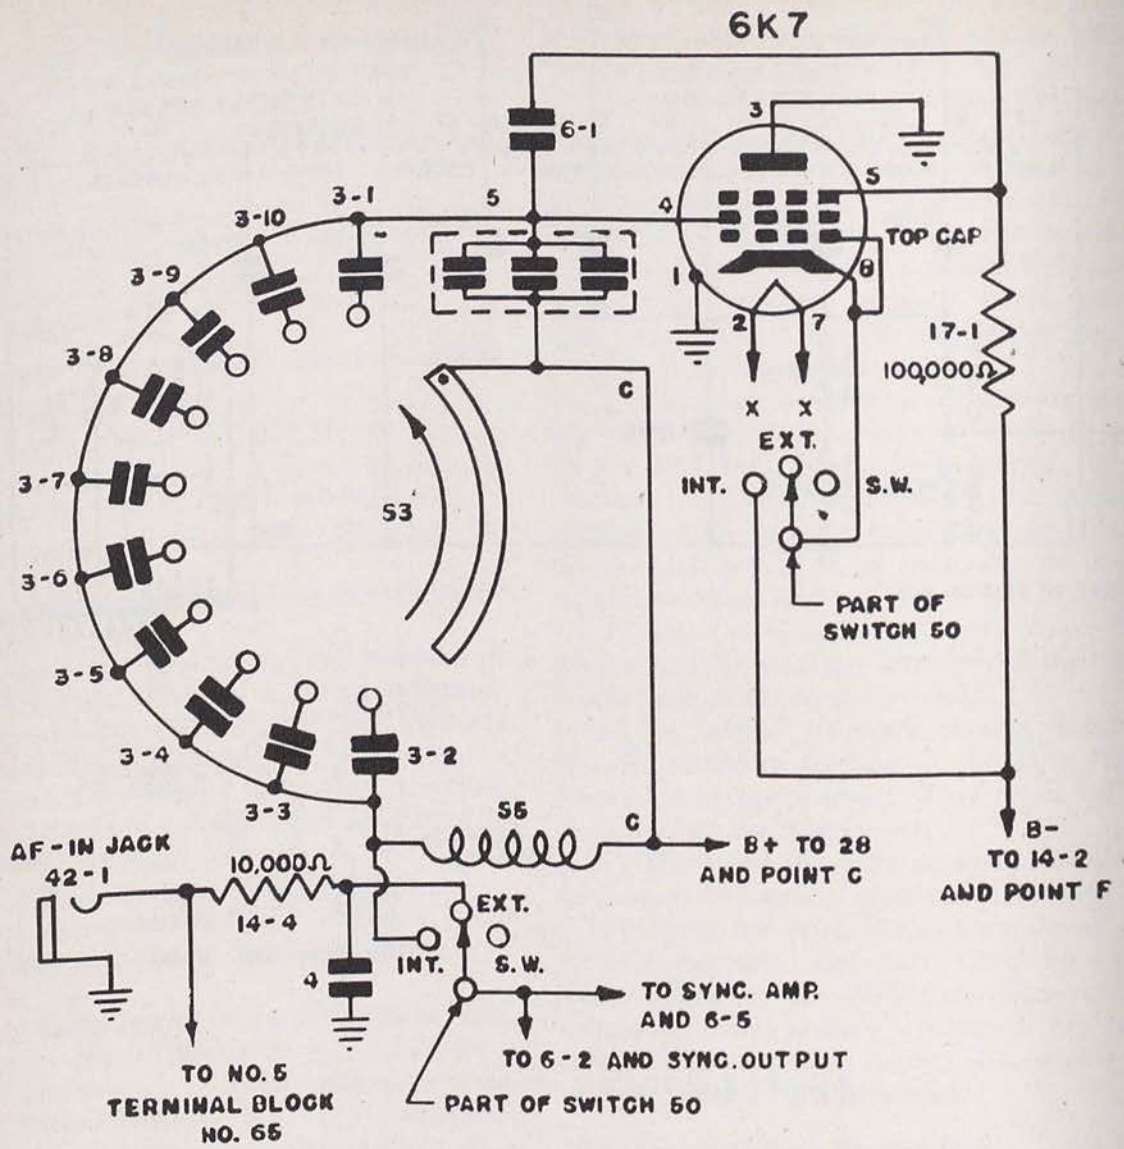 6K7
3
6-1
5
3-1
5
4
3-10
TOP CAP
3-9
1
8
2
7
17-1
100,000Ω
3-8
C
X
X
EXT.
INT.
S.W.
3-7
S3
3-6
PART OF
SWITCH 50
3-5
3-4
3-2
3-3
S5
C
B-
TO 14-2
AND POINT F
AF-IN JACK
42-1
10,000Ω
B+ TO 28
AND POINT C
14-4
EXT.
INT.
S.W.
4
TO SYNC. AMP.
AND 6-5
TO 6-2 AND SYNC. OUTPUT
TO NO. 5
TERMINAL BLOCK
NO. 65
PART OF SWITCH 50